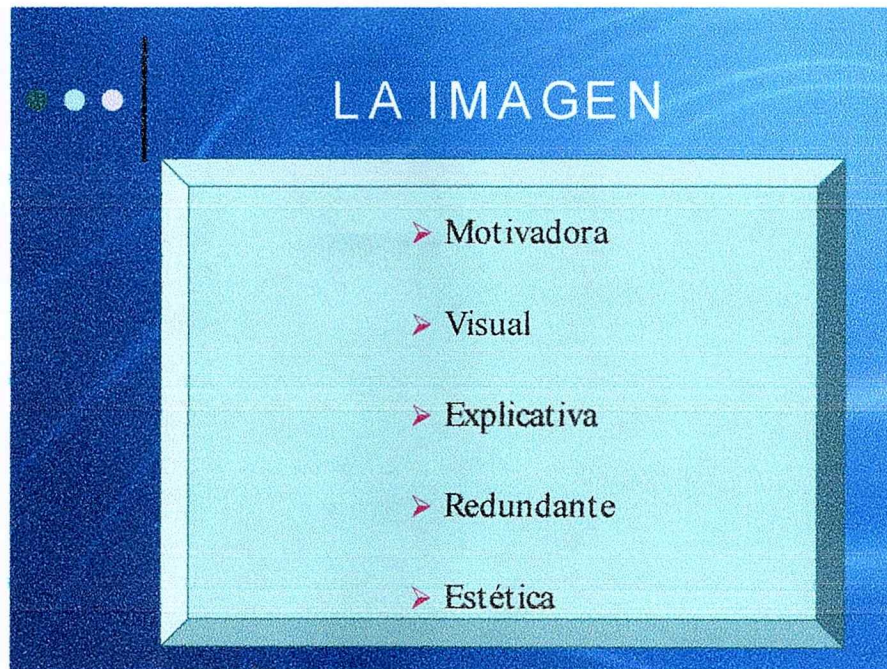 LA IMAGEN
Motivadora
Visual
Explicativa
Redundante
Estética